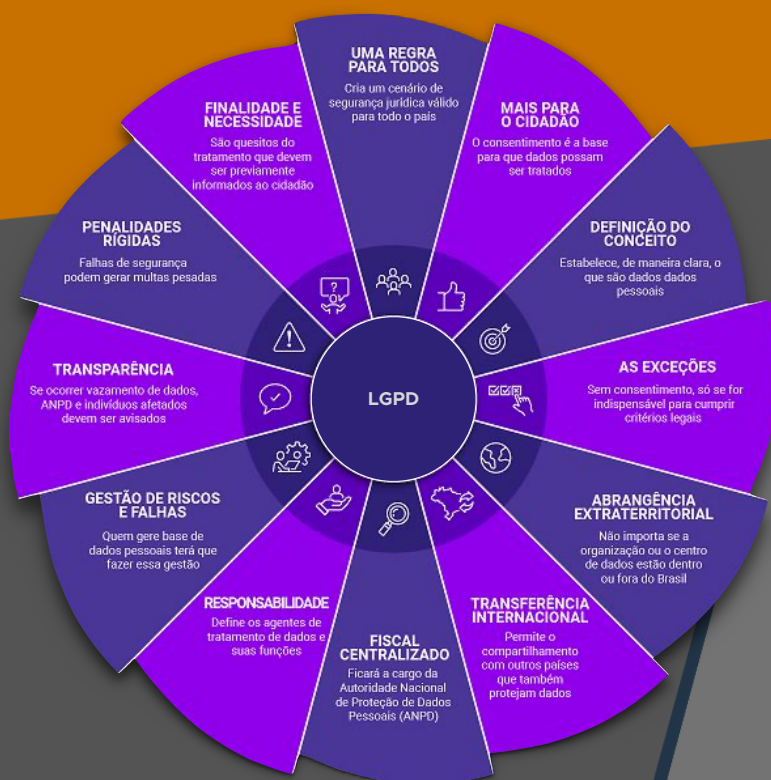 UMA REGRA
PARA TODOS
Cria um cenário de
segurança jurídica válido
para todo o país
MAIS PARA
O CIDADÃO
O consentimento é a base
para que dados possam
ser tratados
DEFINIÇÃO DO
CONCEITO
Estabelece, de maneira clara, o
que são dados dados
pessoais
AS EXCEÇÕES
Sem consentimento, só se for
indispensável para cumprir
critérios legais
ABRANGÊNCIA
EXTRATERRITORIAL
Não importa se a
organização ou o centro
de dados estão dentro
ou fora do Brasil
TRANSFERÊNCIA
INTERNACIONAL
Permite o
compartilhamento
com outros países
que também
protejam dados
FISCAL
CENTRALIZADO
Ficará a cargo da
Autoridade Nacional
de Proteção de Dados
Pessoais (ANPD)
RESPONSABILIDADE
Define os agentes de
tratamento de dados e
suas funções
GESTÃO DE RISCOS
E FALHAS
Quem gere base de
dados pessoais terá que
fazer essa gestão
TRANSPARÊNCIA
Se ocorrer vazamento de dados,
ANPD e indivíduos afetados
devem ser avisados
PENALIDADES
RÍGIDAS
Falhas de segurança
podem gerar multas pesadas
FINALIDADE E
NECESSIDADE
São quesitos do
tratamento que devem
ser previamente
informados ao cidadão
?
LGPD